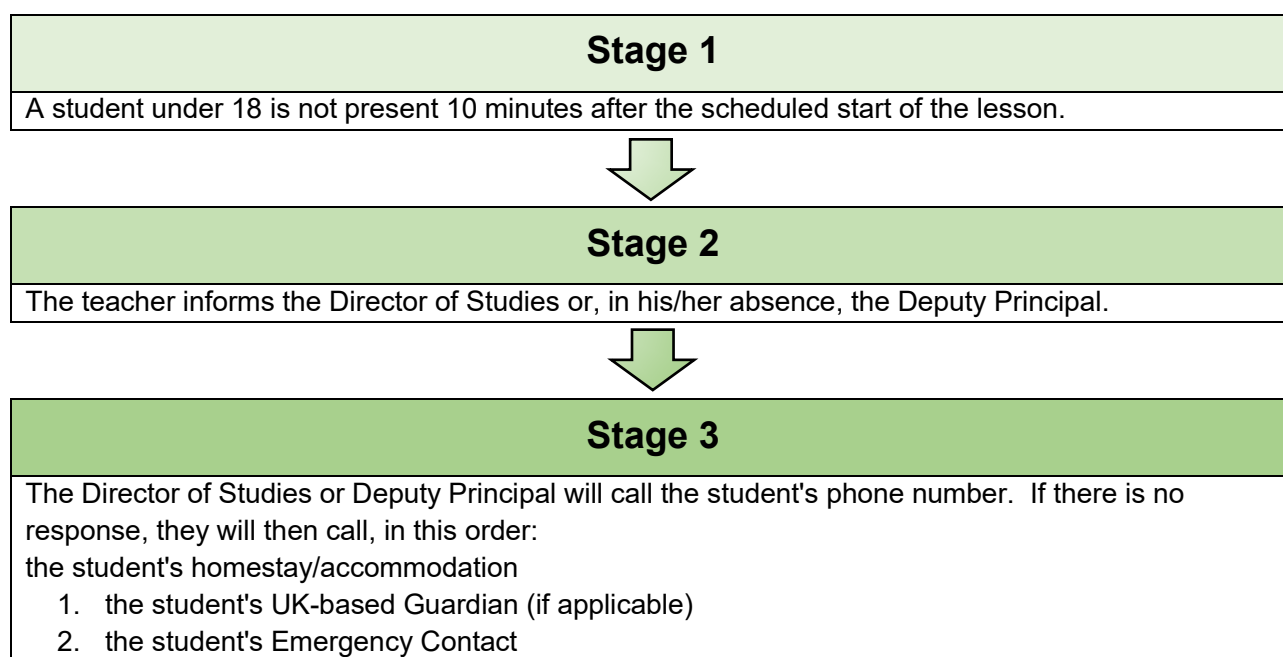 Stage 1
A student under 18 is not present 10 minutes after the scheduled start of the lesson.
Stage 2
The teacher informs the Director of Studies or, in his/her absence, the Deputy Principal.
Stage 3
The Director of Studies or Deputy Principal will call the student's phone number.  If there is no
response, they will then call, in this order:
the student's homestay/accommodation
1. the student's UK-based Guardian (if applicable)
2. the student's Emergency Contact